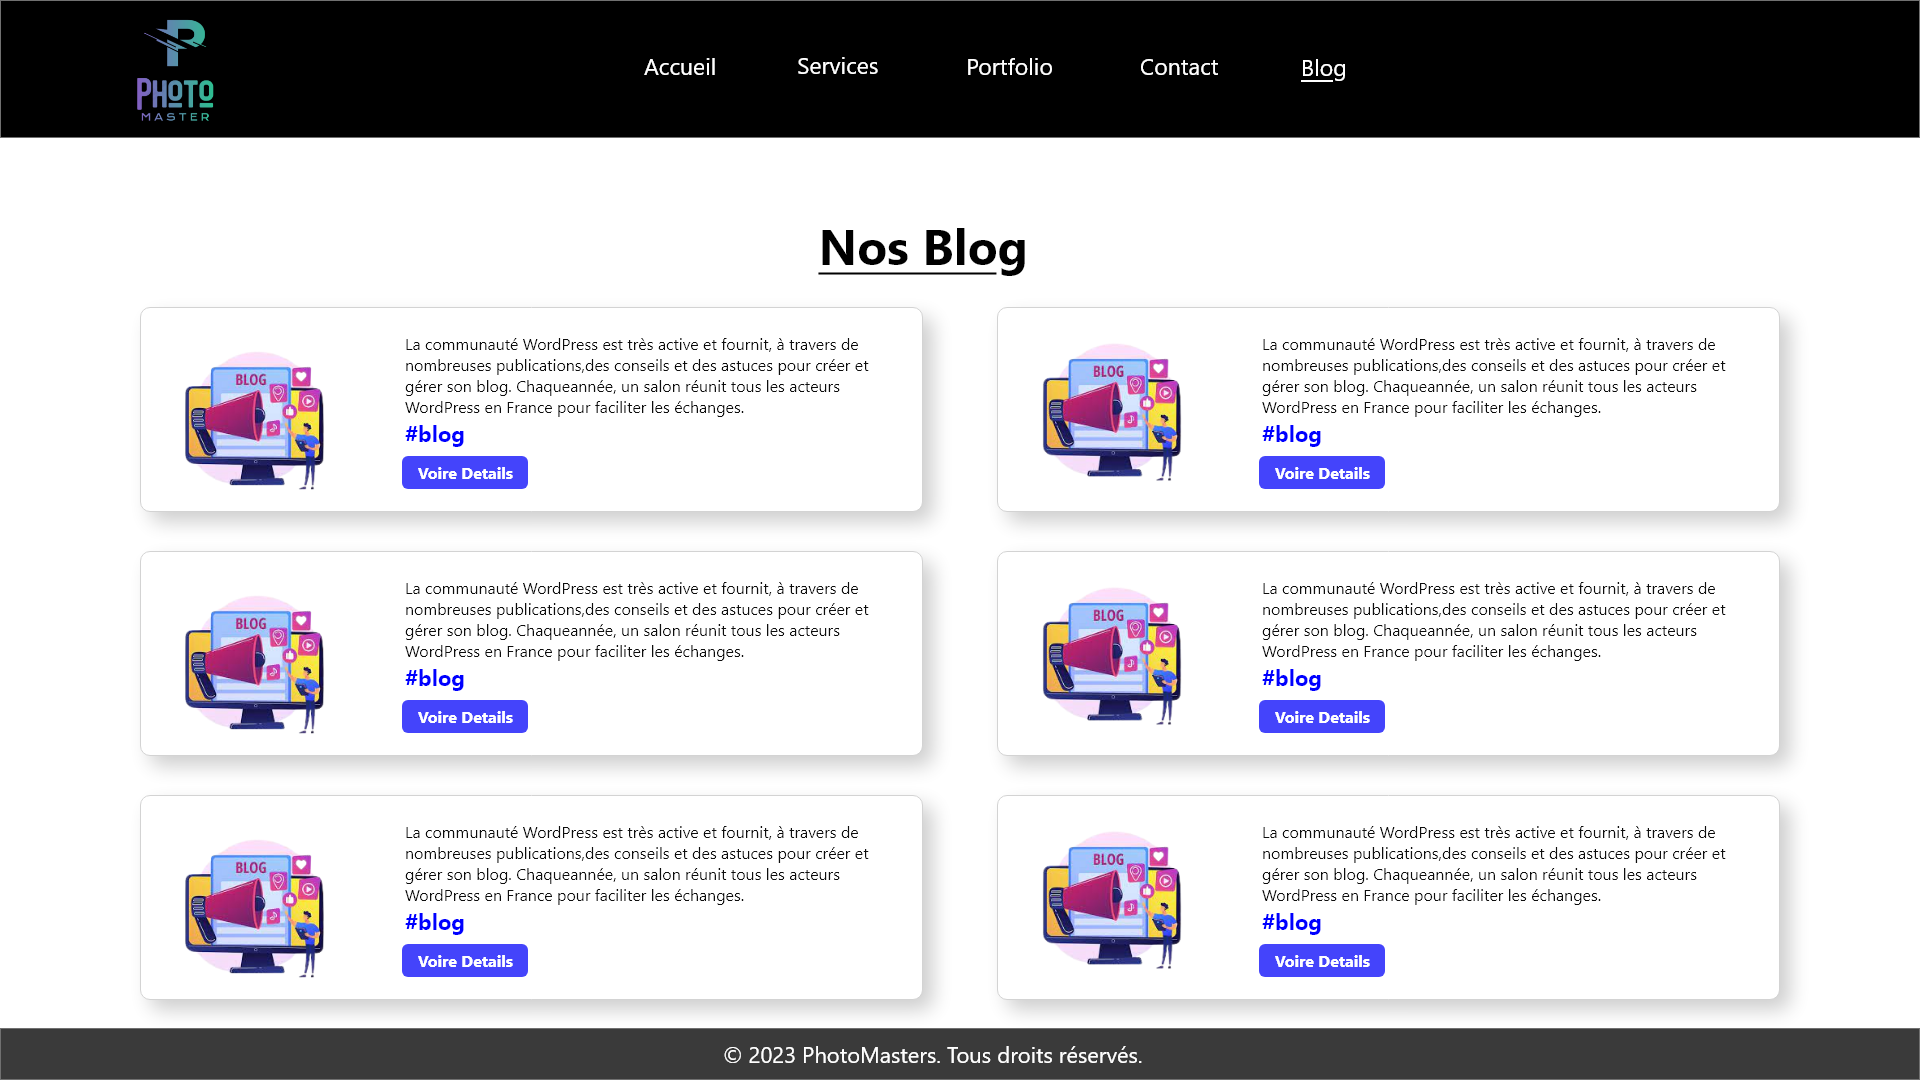 PHOTO
MASTER
Accueil
Services
Portfolio
Contact
Blog
Nos Blog
BLOG
La communauté WordPress est très active et fournit, à travers de
nombreuses publications,des conseils et des astuces pour créer et
gérer son blog. Chaqueannée, un salon réunit tous les acteurs
WordPress en France pour faciliter les échanges.
#blog
Voire Details
BLOG
La communauté WordPress est très active et fournit, à travers de
nombreuses publications,des conseils et des astuces pour créer et
gérer son blog. Chaqueannée, un salon réunit tous les acteurs
WordPress en France pour faciliter les échanges.
#blog
Voire Details
BLOG
La communauté WordPress est très active et fournit, à travers de
nombreuses publications,des conseils et des astuces pour créer et
gérer son blog. Chaqueannée, un salon réunit tous les acteurs
WordPress en France pour faciliter les échanges.
#blog
Voire Details
BLOG
La communauté WordPress est très active et fournit, à travers de
nombreuses publications,des conseils et des astuces pour créer et
gérer son blog. Chaqueannée, un salon réunit tous les acteurs
WordPress en France pour faciliter les échanges.
#blog
Voire Details
BLOG
La communauté WordPress est très active et fournit, à travers de
nombreuses publications,des conseils et des astuces pour créer et
gérer son blog. Chaqueannée, un salon réunit tous les acteurs
WordPress en France pour faciliter les échanges.
#blog
Voire Details
BLOG
La communauté WordPress est très active et fournit, à travers de
nombreuses publications,des conseils et des astuces pour créer et
gérer son blog. Chaqueannée, un salon réunit tous les acteurs
WordPress en France pour faciliter les échanges.
#blog
Voire Details
© 2023 PhotoMasters. Tous droits réservés.